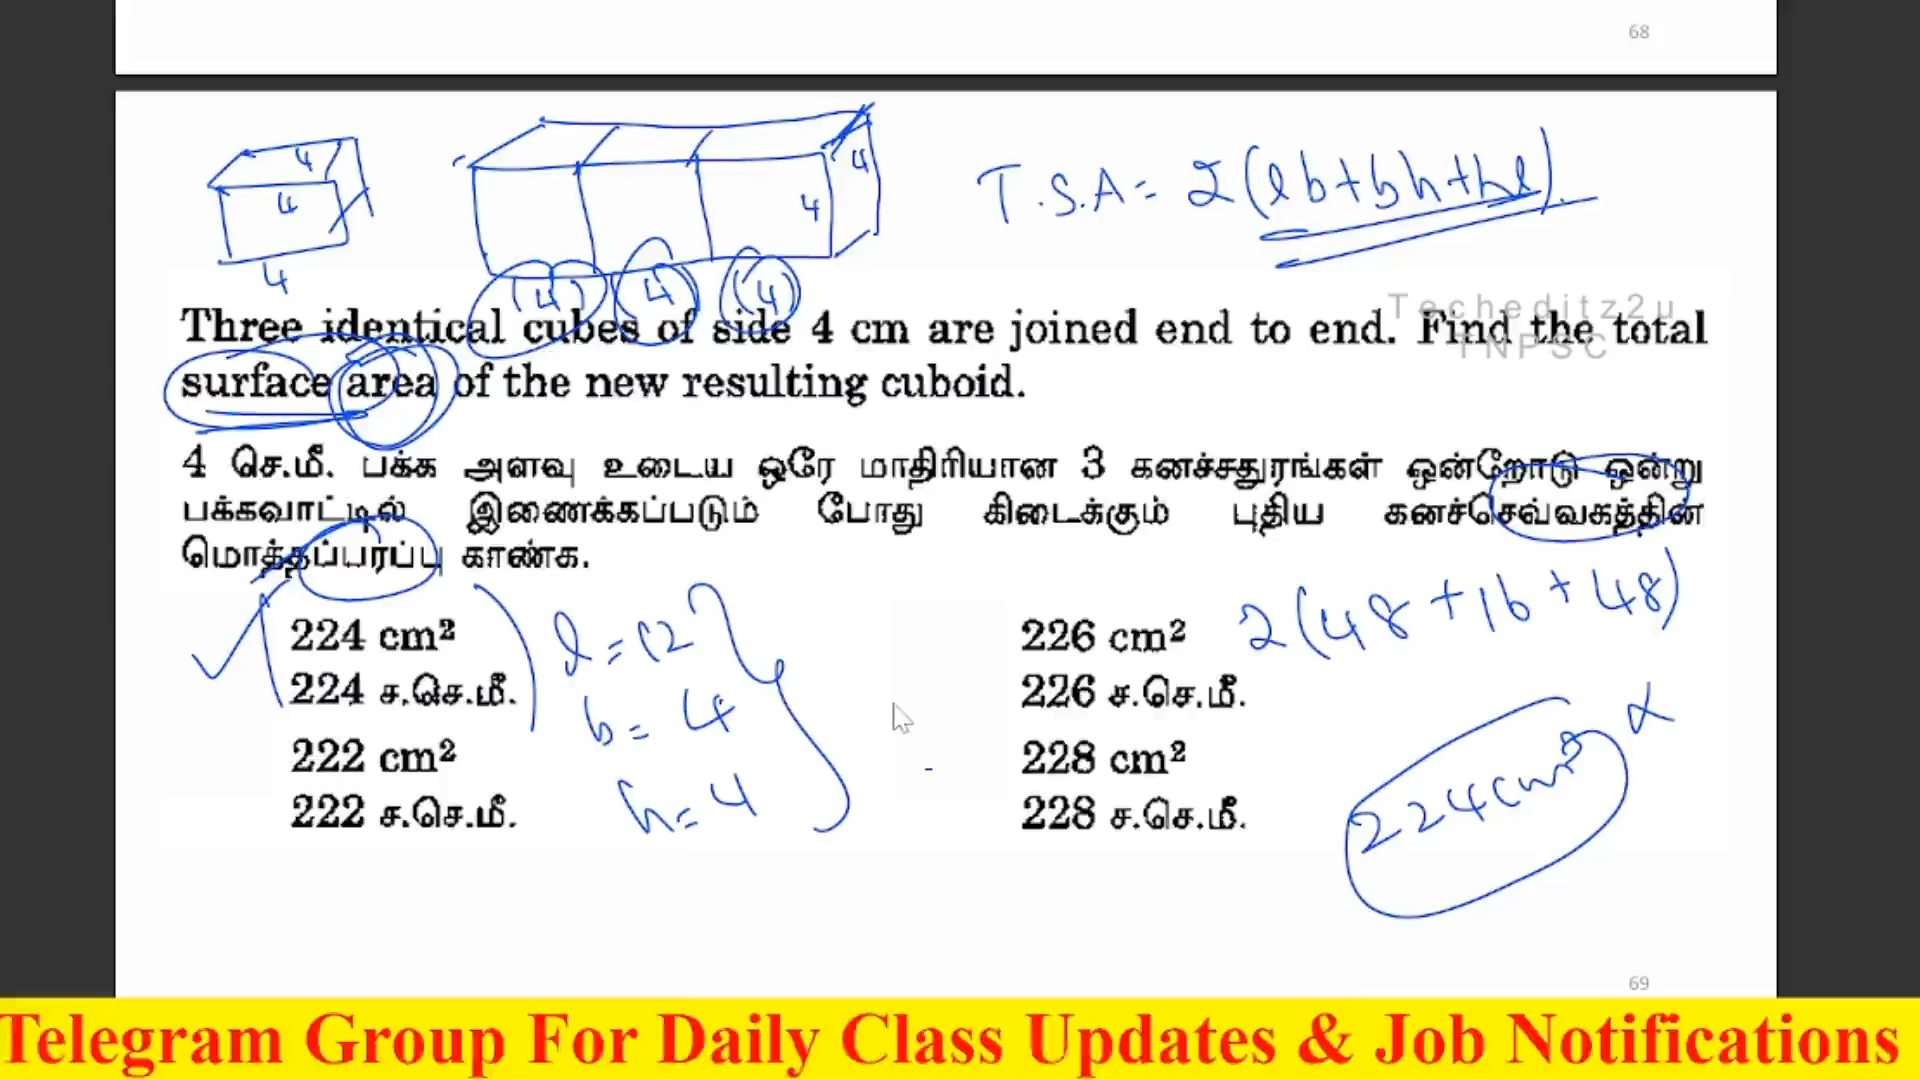 68
4
4
4
4
4
T.S.A = 2(lb+bh+hl)
(4) (4) (4)
Techeditz2u
TNPSC
Three identical cubes of side 4 cm are joined end to end. Find the total
surface area of the new resulting cuboid.
4 செ.மீ. பக்க அளவு உடைய ஒரே மாதிரியான 3 கனச்சதுரங்கள் ஒன்றோடு ஒன்று
பக்கவாட்டில் இணைக்கப்படும் போது கிடைக்கும் புதிய கனச்செவ்வகத்தின்
மொத்தப்பரப்பு காண்க.
224 cm²
224 ச.செ.மீ.
l = 12
b = 4
h = 4
226 cm²
226 ச.செ.மீ.
2(48 + 16 + 48)
222 cm²
222 ச.செ.மீ.
228 cm²
228 ச.செ.மீ.
224cm²
69
Telegram Group For Daily Class Updates & Job Notifications